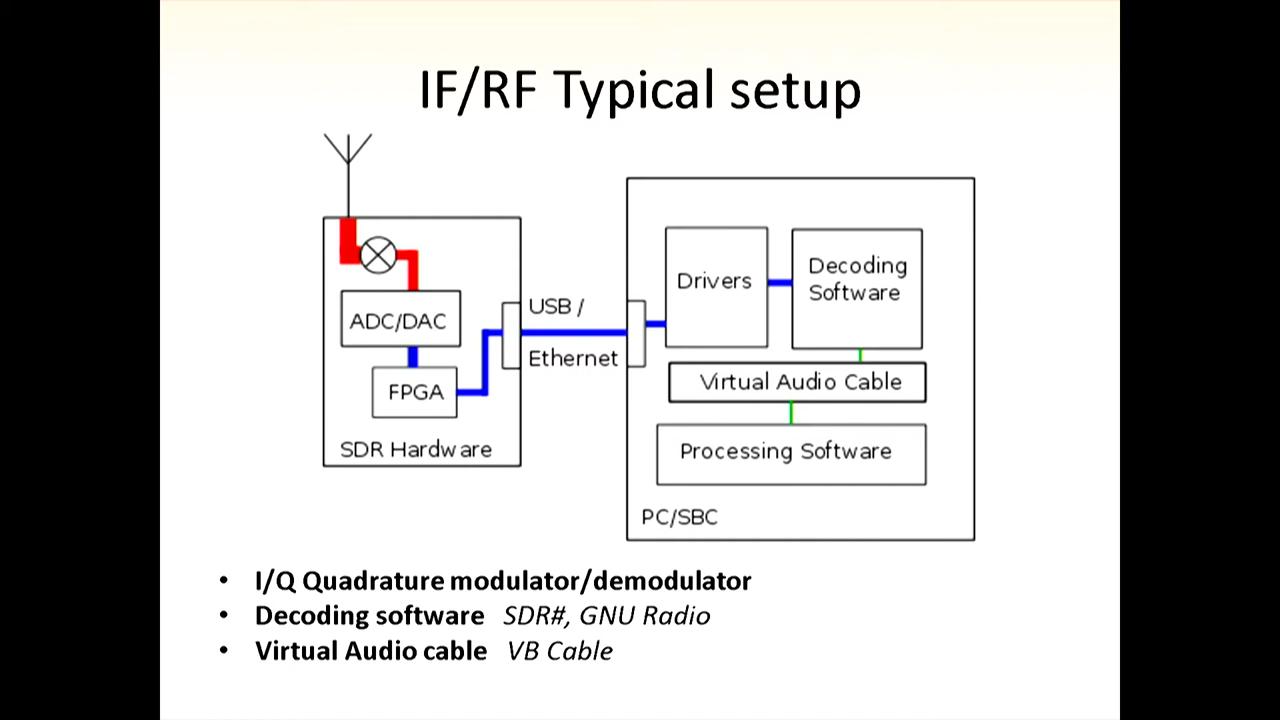 IF/RF Typical setup
ADC/DAC
FPGA
SDR Hardware
USB /
Ethernet
Drivers
Decoding
Software
Virtual Audio Cable
Processing Software
PC/SBC
• I/Q Quadrature modulator/demodulator
• Decoding software SDR#, GNU Radio
• Virtual Audio cable VB Cable